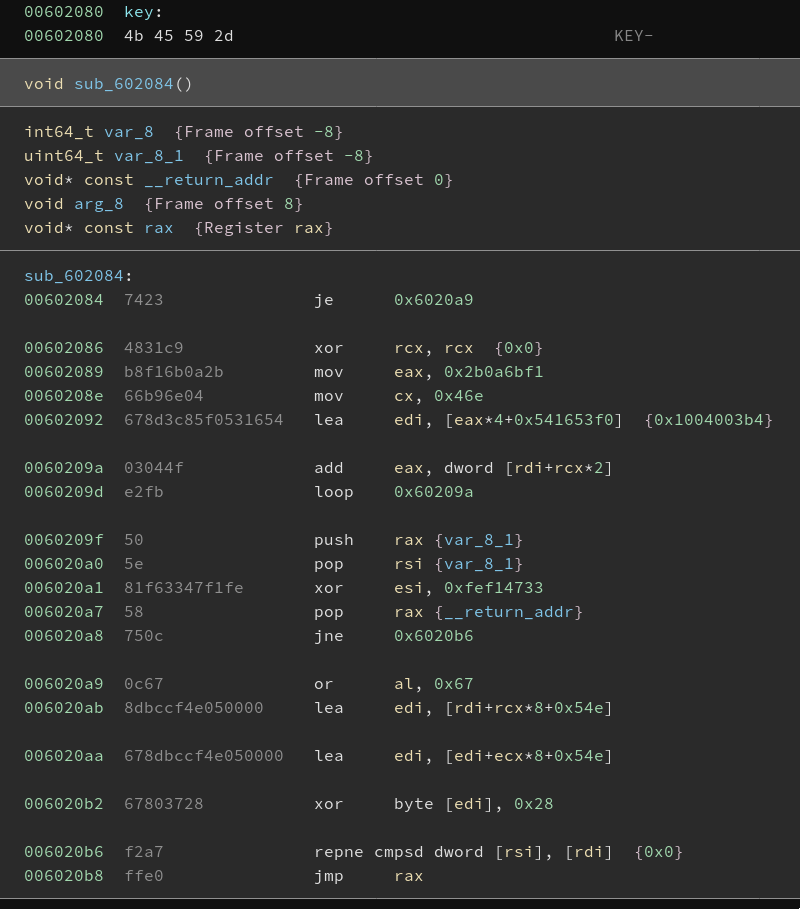 00602080 key:
00602080 4b 45 59 2d KEY-
void sub_602084()
int64_t var_8 {Frame offset -8}
uint64_t var_8_1 {Frame offset -8}
void* const __return_addr {Frame offset 0}
void arg_8 {Frame offset 8}
void* const rax {Register rax}
sub_602084:
00602084 7423 je 0x6020a9
00602086 4831c9 xor rcx, rcx {0x0}
00602089 b8f16b0a2b mov eax, 0x2b0a6bf1
0060208e 66b96e04 mov cx, 0x46e
00602092 678d3c85f0531654 lea edi, [eax*4+0x541653f0] {0x1004003b4}
0060209a 03044f add eax, dword [rdi+rcx*2]
0060209d e2fb loop 0x60209a
0060209f 50 push rax {var_8_1}
006020a0 5e pop rsi {var_8_1}
006020a1 81f63347f1fe xor esi, 0xfef14733
006020a7 58 pop rax {__return_addr}
006020a8 750c jne 0x6020b6
006020a9 0c67 or al, 0x67
006020ab 8dbccf4e050000 lea edi, [rdi+rcx*8+0x54e]
006020aa 678dbccf4e050000 lea edi, [edi+ecx*8+0x54e]
006020b2 67803728 xor byte [edi], 0x28
006020b6 f2a7 repne cmpsd dword [rsi], [rdi] {0x0}
006020b8 ffe0 jmp rax